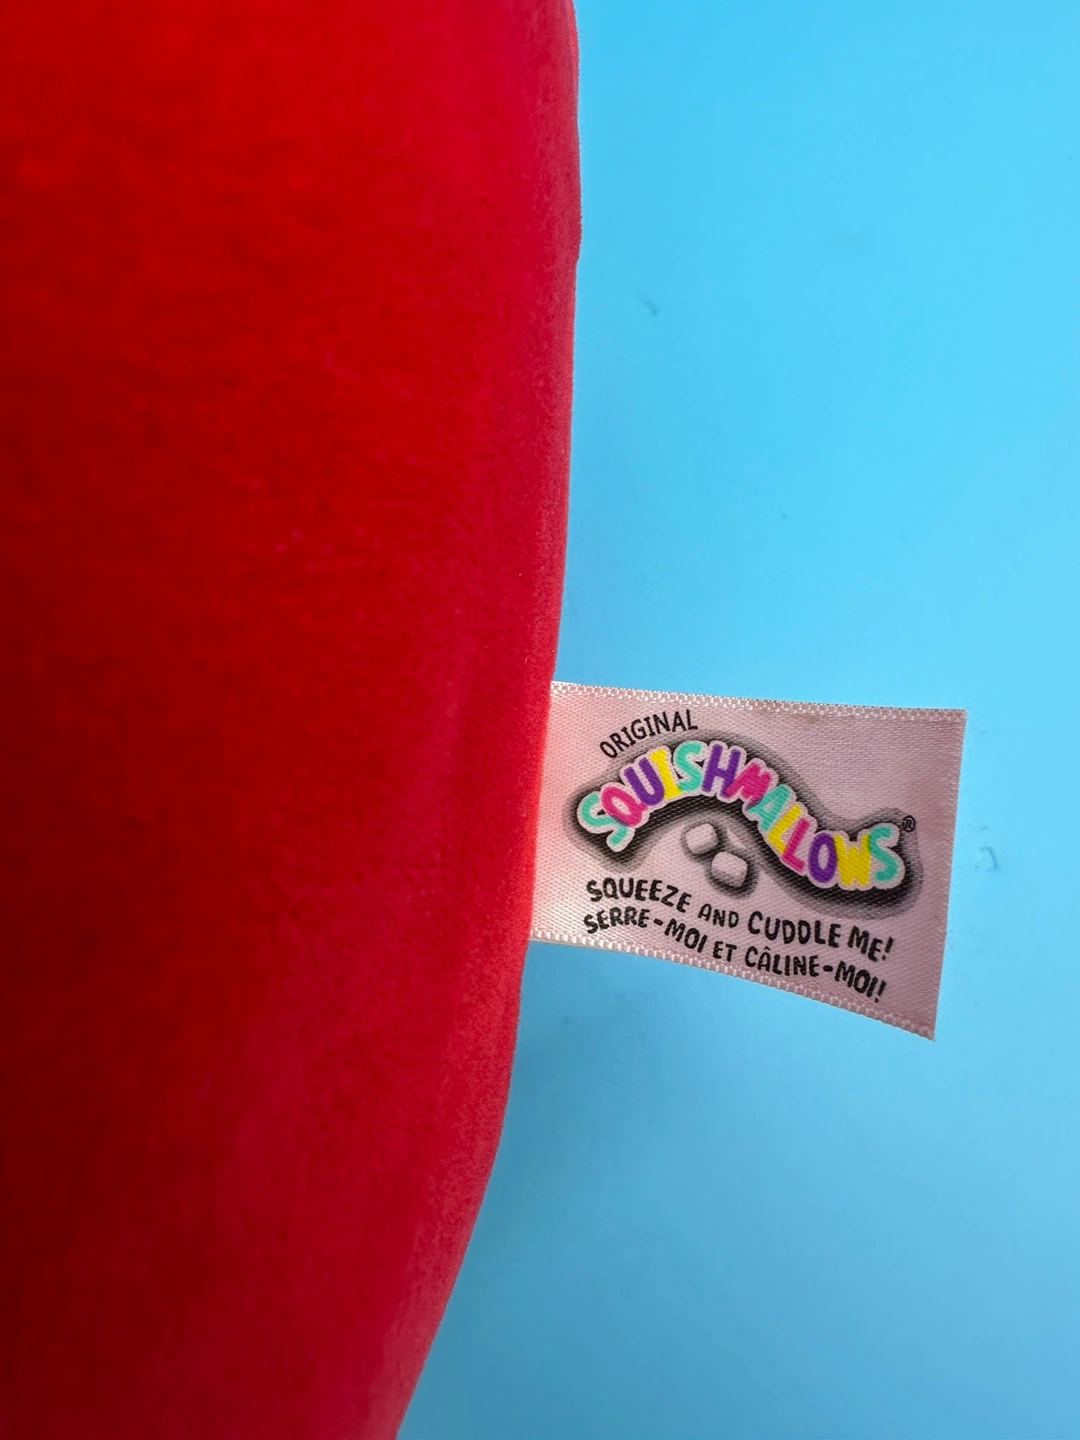 ORIGINAL
SQUISHMALLOWS®
SQUEEZE AND CUDDLE ME!
SERRE-MOI ET CÂLINE-MOI!